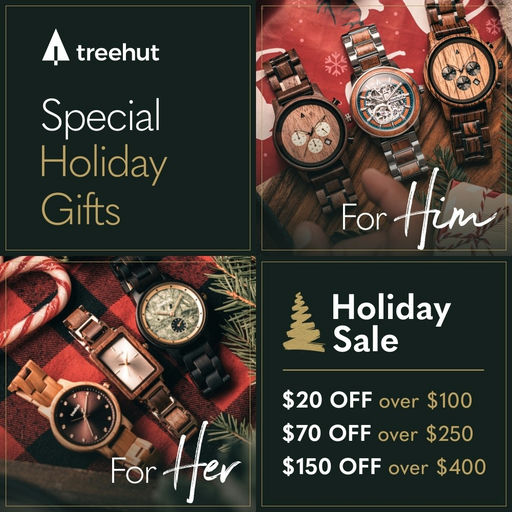 treehut
Special
Holiday
Gifts
For Him
For Her
Holiday
Sale
$20 OFF over $100
$70 OFF over $250
$150 OFF over $400